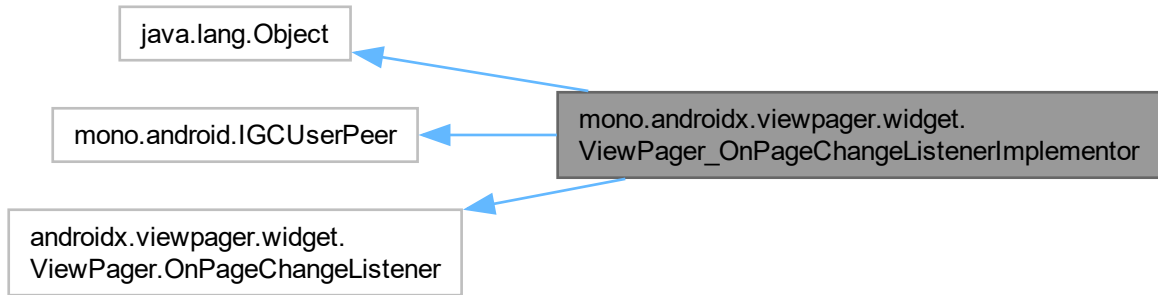 java.lang.Object
mono.android.IGCUserPeer
androidx.viewpager.widget.
ViewPager.OnPageChangeListener
mono.androidx.viewpager.widget.
ViewPager_OnPageChangeListenerImplementor